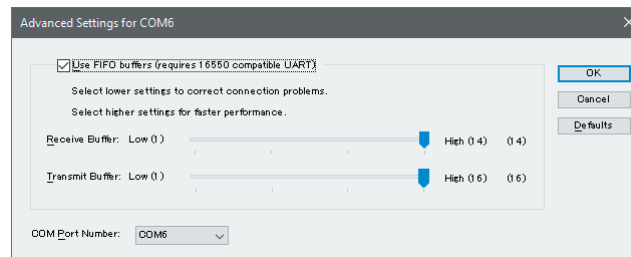 Advanced Settings for COM6
Use FIFO buffers (requires 16550 compatible UART)
OK
Select lower settings to correct connection problems.
Cancel
Select higher settings for faster performance.
Defaults
Receive Buffer: Low (1) High (14) (14)
Transmit Buffer: Low (1) High (16) (16)
COM Port Number: COM6